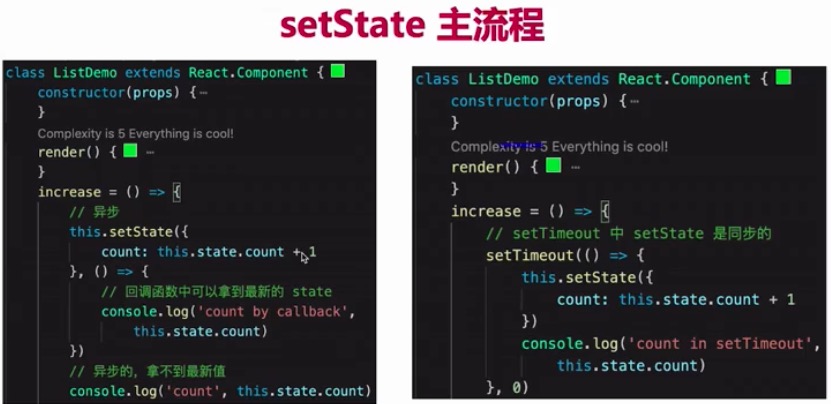 setState 主流程
class ListDemo extends React.Component {
constructor(props) {…
}
Complexity is 5 Everything is cool!
render() { …
}
increase = () => {
// 异步
this.setState({
count: this.state.count + 1
}, () => {
// 回调函数中可以拿到最新的 state
console.log('count by callback',
this.state.count)
})
// 异步的，拿不到最新值
console.log('count', this.state.count)
class ListDemo extends React.Component {
constructor(props) {…
}
Complexity is 5 Everything is cool!
render() { …
}
increase = () => {
// setTimeout 中 setState 是同步的
setTimeout(() => {
this.setState({
count: this.state.count + 1
})
console.log('count in setTimeout',
this.state.count)
}, 0)